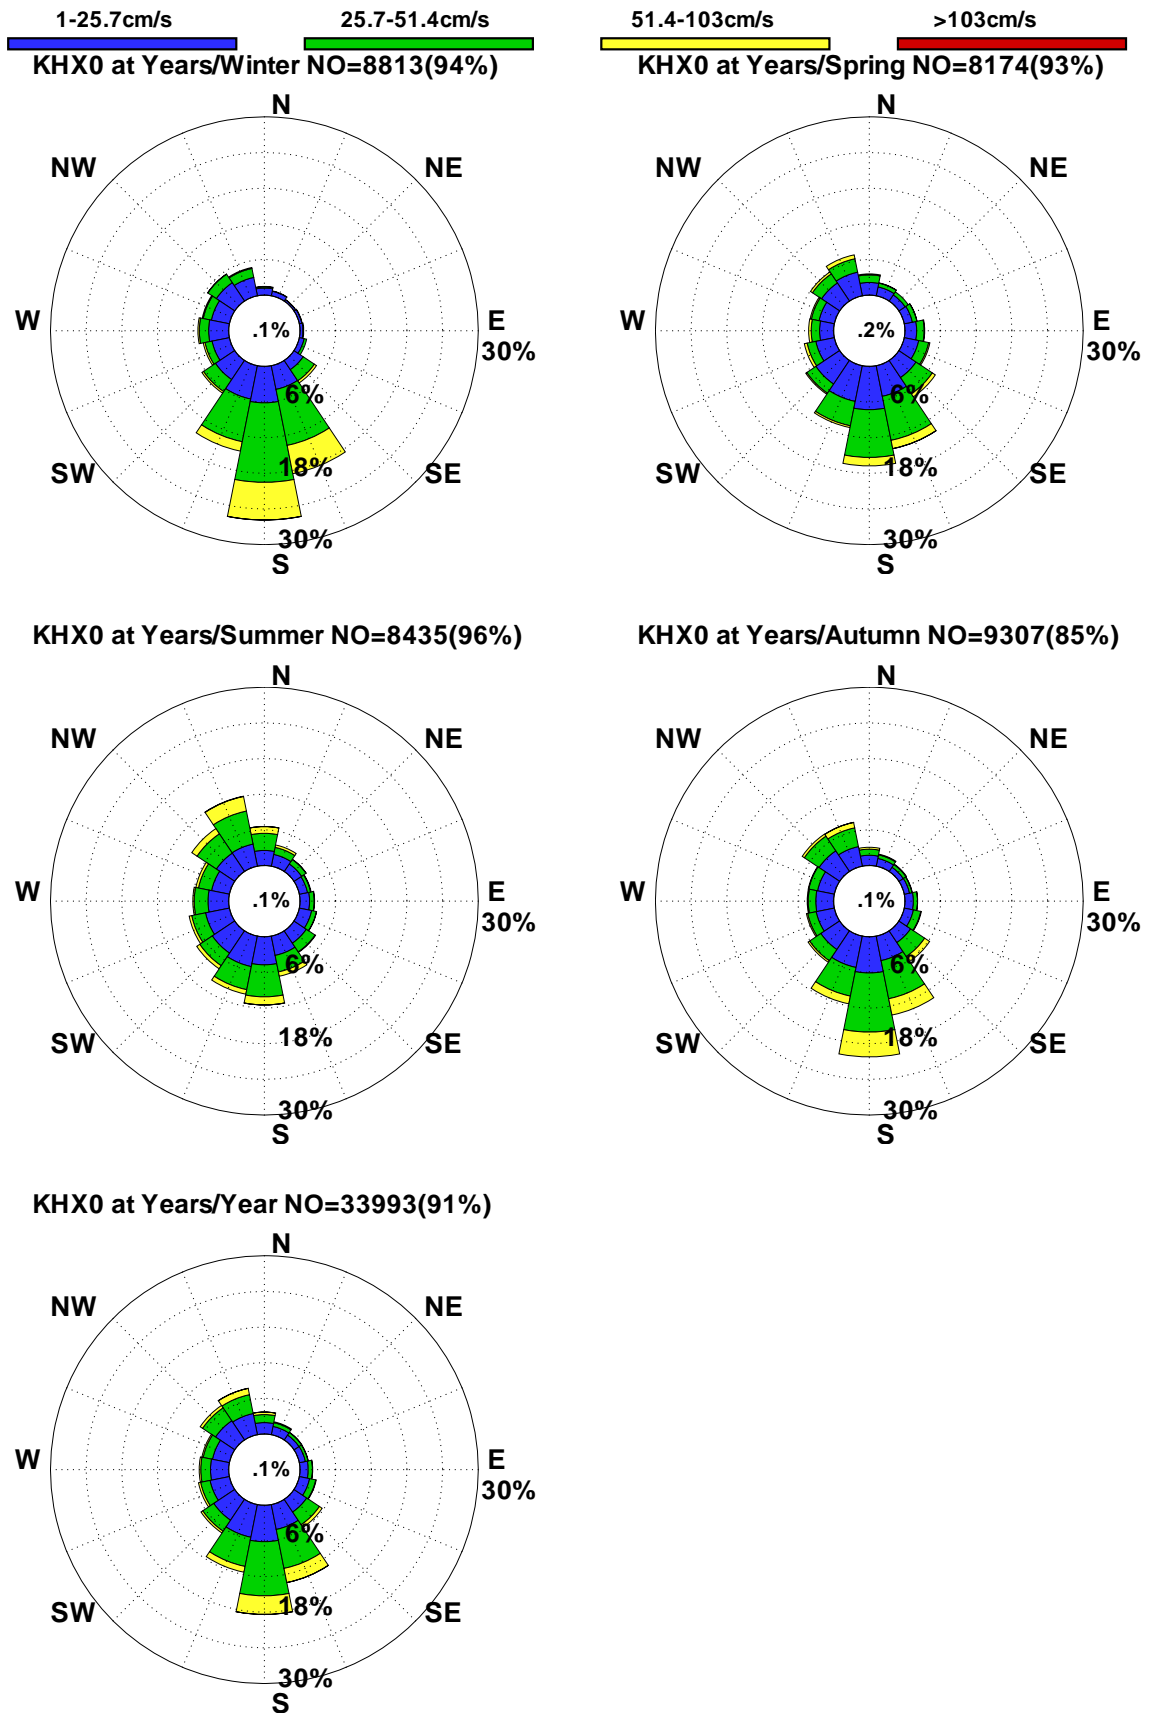 1-25.7cm/s 25.7-51.4cm/s 51.4-103cm/s >103cm/s
KHX0 at Years/Winter NO=8813(94%)
N
NW NE
W .1% E
30%
6%
SW 18% SE
30%
S
KHX0 at Years/Spring NO=8174(93%)
N
NW NE
W .2% E
30%
6%
SW 18% SE
30%
S
KHX0 at Years/Summer NO=8435(96%)
N
NW NE
W .1% E
30%
6%
SW 18% SE
30%
S
KHX0 at Years/Autumn NO=9307(85%)
N
NW NE
W .1% E
30%
6%
SW 18% SE
30%
S
KHX0 at Years/Year NO=33993(91%)
N
NW NE
W .1% E
30%
6%
SW 18% SE
30%
S